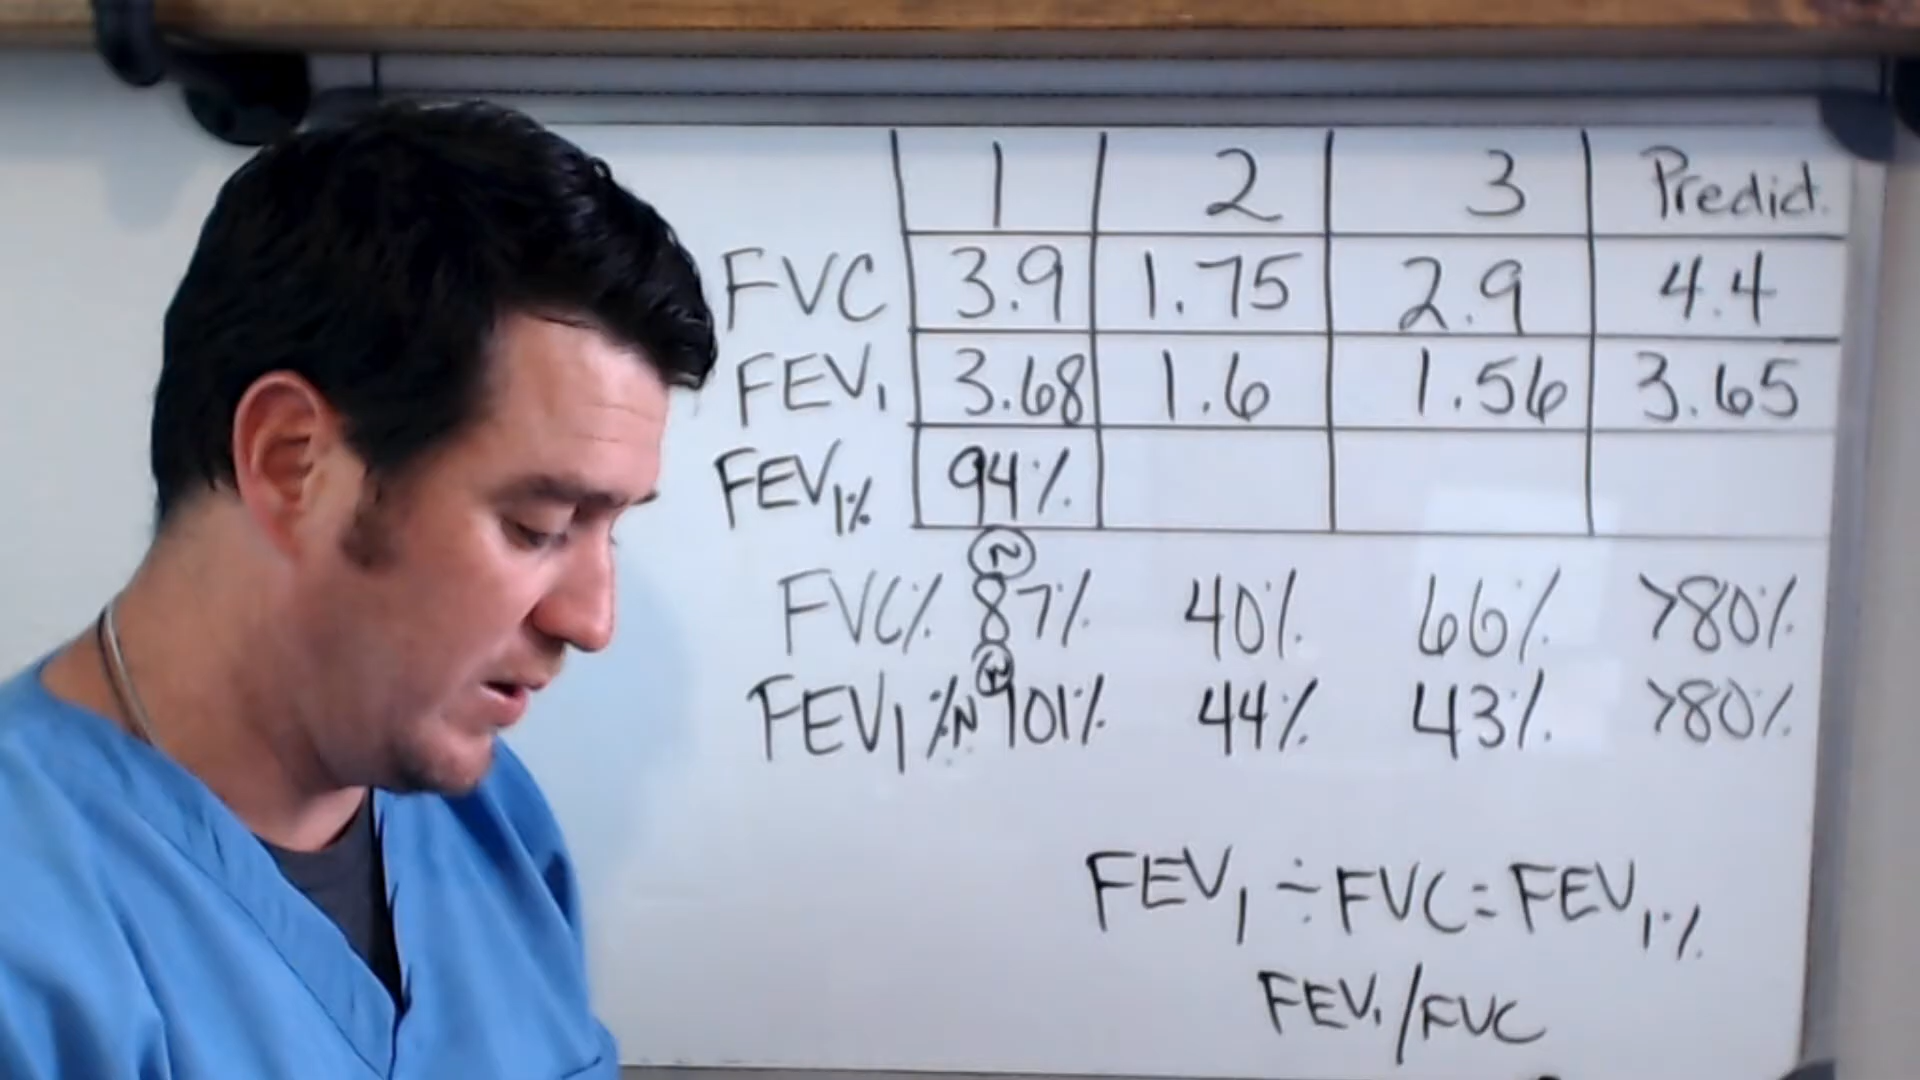 1 2 3 Predict.
FVC 3.9 1.75 2.9 4.4
FEV1 3.68 1.6 1.56 3.65
FEV1% 94%
N
FVC% 87% 40% 66% >80%
N
FEV1 % N 101% 44% 43% >80%
FEV1 ÷ FVC = FEV1%
FEV1/FVC